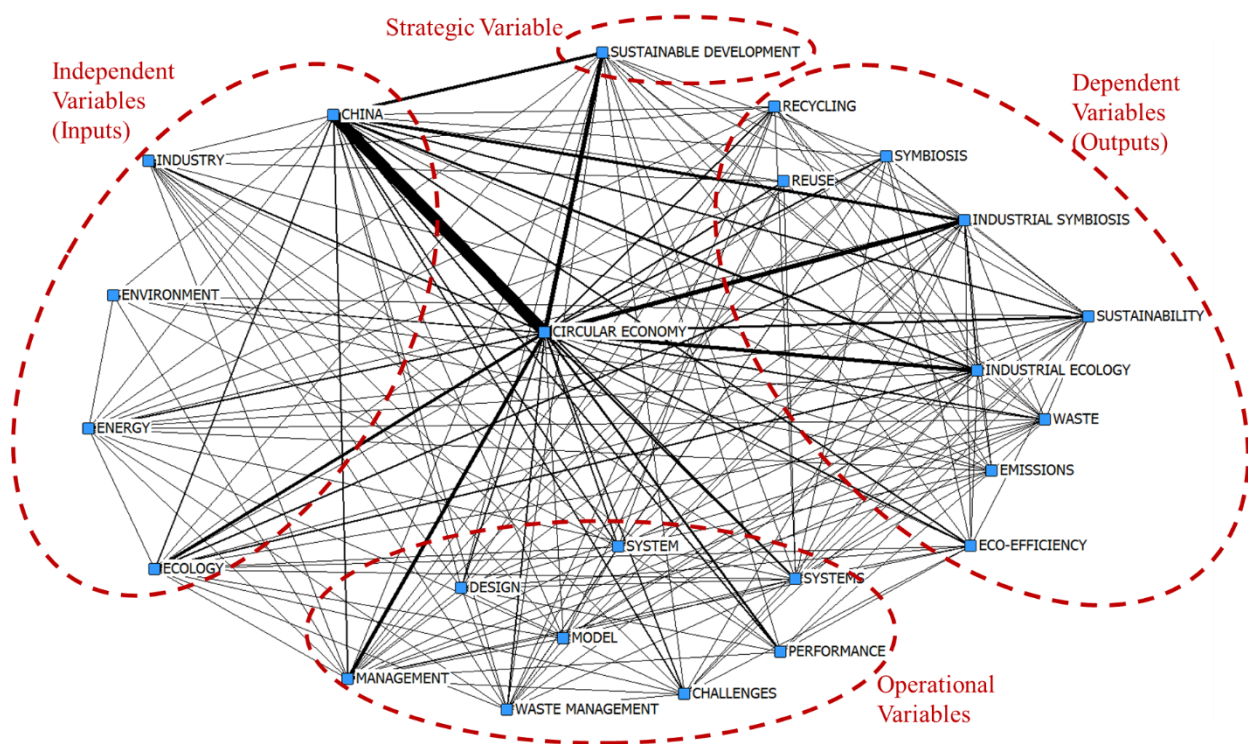 Strategic Variable
SUSTAINABLE DEVELOPMENT
Independent
Variables
(Inputs)
Dependent
Variables
(Outputs)
CHINA
RECYCLING
INDUSTRY
SYMBIOSIS
REUSE
INDUSTRIAL SYMBIOSIS
ENVIRONMENT
SUSTAINABILITY
CIRCULAR ECONOMY
INDUSTRIAL ECOLOGY
WASTE
ENERGY
EMISSIONS
SYSTEM
ECO-EFFICIENCY
ECOLOGY
SYSTEMS
DESIGN
MODEL
PERFORMANCE
MANAGEMENT
CHALLENGES
WASTE MANAGEMENT
Operational
Variables